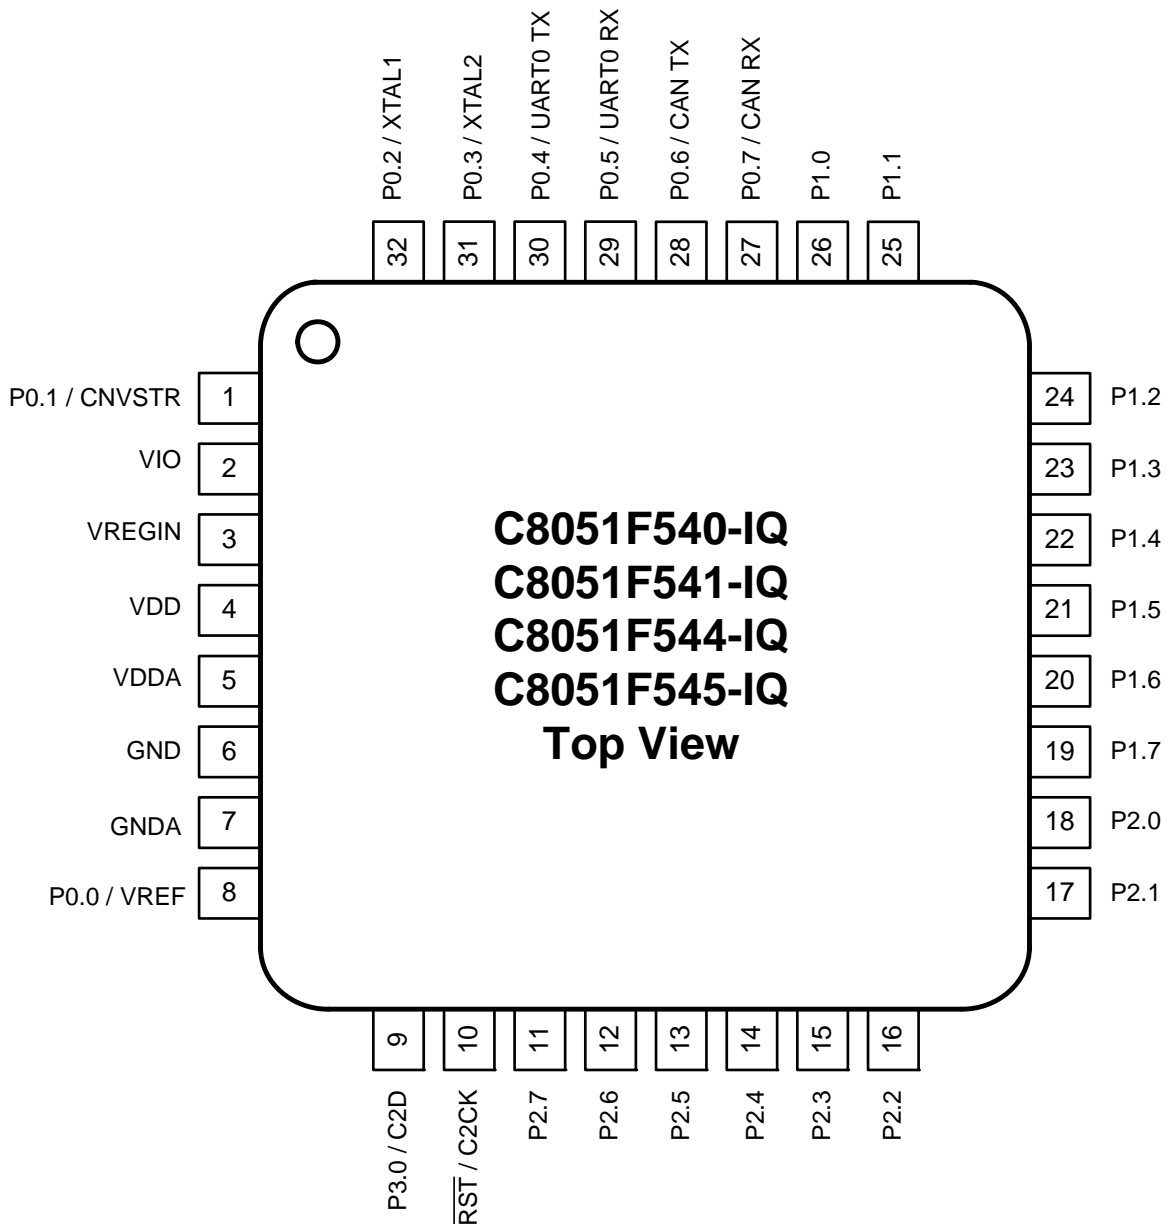 P0.2 / XTAL1
P0.3 / XTAL2
P0.4 / UART0 TX
P0.5 / UART0 RX
P0.6 / CAN TX
P0.7 / CAN RX
P1.0
P1.1
32
31
30
29
28
27
26
25
P0.1 / CNVSTR 1
VIO 2
VREGIN 3
VDD 4
VDDA 5
GND 6
GNDA 7
P0.0 / VREF 8
C8051F540-IQ
C8051F541-IQ
C8051F544-IQ
C8051F545-IQ
Top View
24 P1.2
23 P1.3
22 P1.4
21 P1.5
20 P1.6
19 P1.7
18 P2.0
17 P2.1
9
10
11
12
13
14
15
16
P3.0 / C2D
RST / C2CK
P2.7
P2.6
P2.5
P2.4
P2.3
P2.2